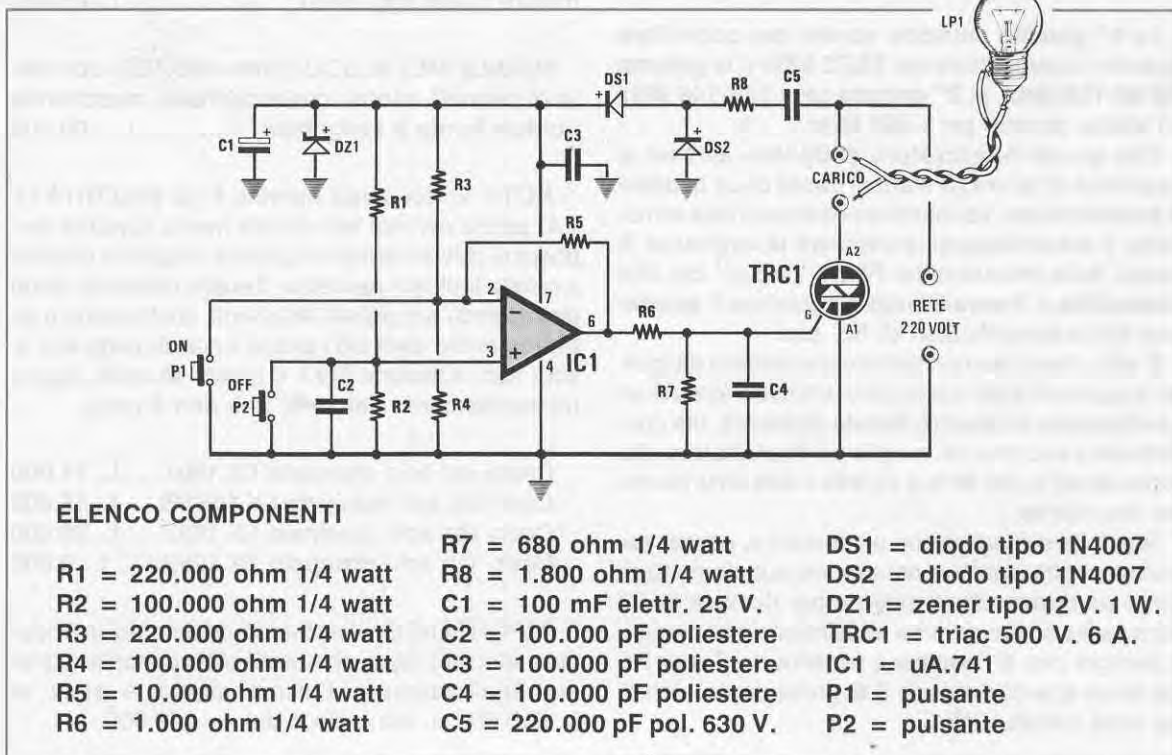 LP1
C1
DZ1
R1
R3
C3
DS1
R8
C5
DS2
CARICO
R5
A2
TRC1
G
A1
RETE
220 VOLT
2
7
6
3
4
IC1
R6
R7
C4
ON
P1
OFF
P2
C2
R2
R4
ELENCO COMPONENTI
R1 = 220.000 ohm 1/4 watt
R2 = 100.000 ohm 1/4 watt
R3 = 220.000 ohm 1/4 watt
R4 = 100.000 ohm 1/4 watt
R5 = 10.000 ohm 1/4 watt
R6 = 1.000 ohm 1/4 watt
R7 = 680 ohm 1/4 watt
R8 = 1.800 ohm 1/4 watt
C1 = 100 mF elettr. 25 V.
C2 = 100.000 pF poliestere
C3 = 100.000 pF poliestere
C4 = 100.000 pF poliestere
C5 = 220.000 pF pol. 630 V.
DS1 = diodo tipo 1N4007
DS2 = diodo tipo 1N4007
DZ1 = zener tipo 12 V. 1 W.
TRC1 = triac 500 V. 5 A.
IC1 = uA.741
P1 = pulsante
P2 = pulsante